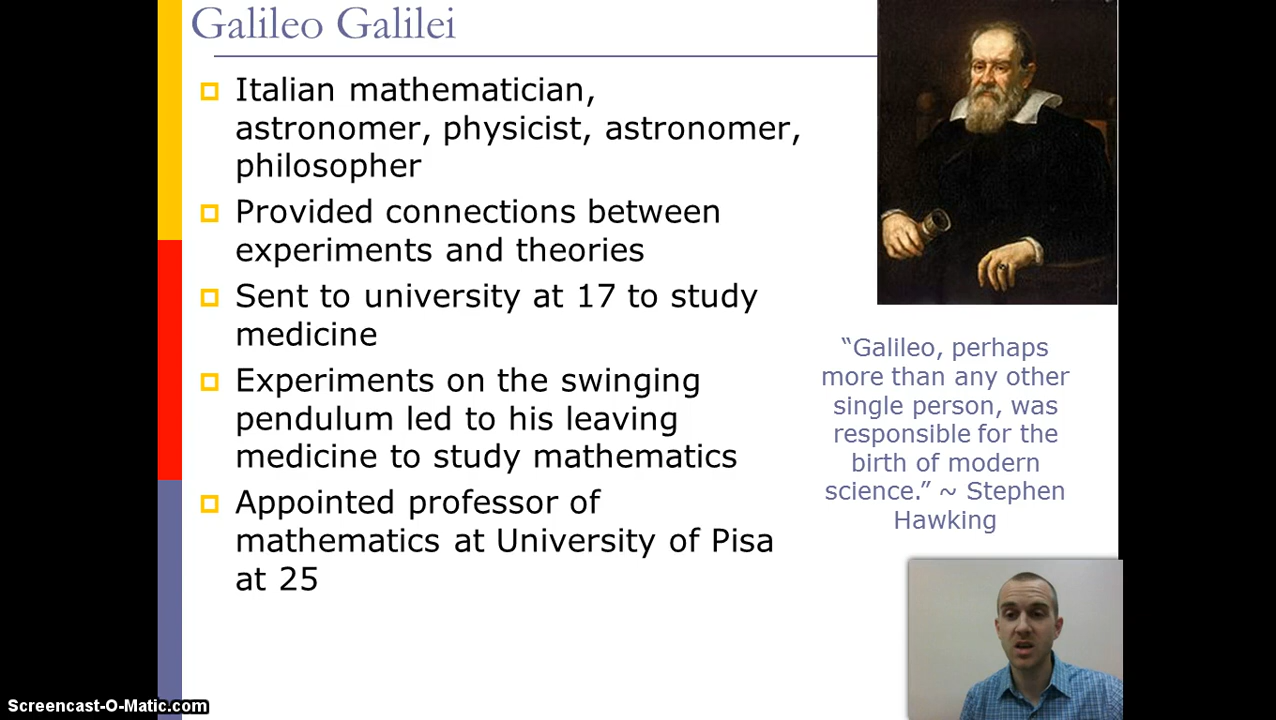 Galileo Galilei
Italian mathematician,
astronomer, physicist, astronomer,
philosopher
Provided connections between
experiments and theories
Sent to university at 17 to study
medicine
Experiments on the swinging
pendulum led to his leaving
medicine to study mathematics
Appointed professor of
mathematics at University of Pisa
at 25
“Galileo, perhaps
more than any other
single person, was
responsible for the
birth of modern
science.” ~ Stephen
Hawking
Screencast-O-Matic.com